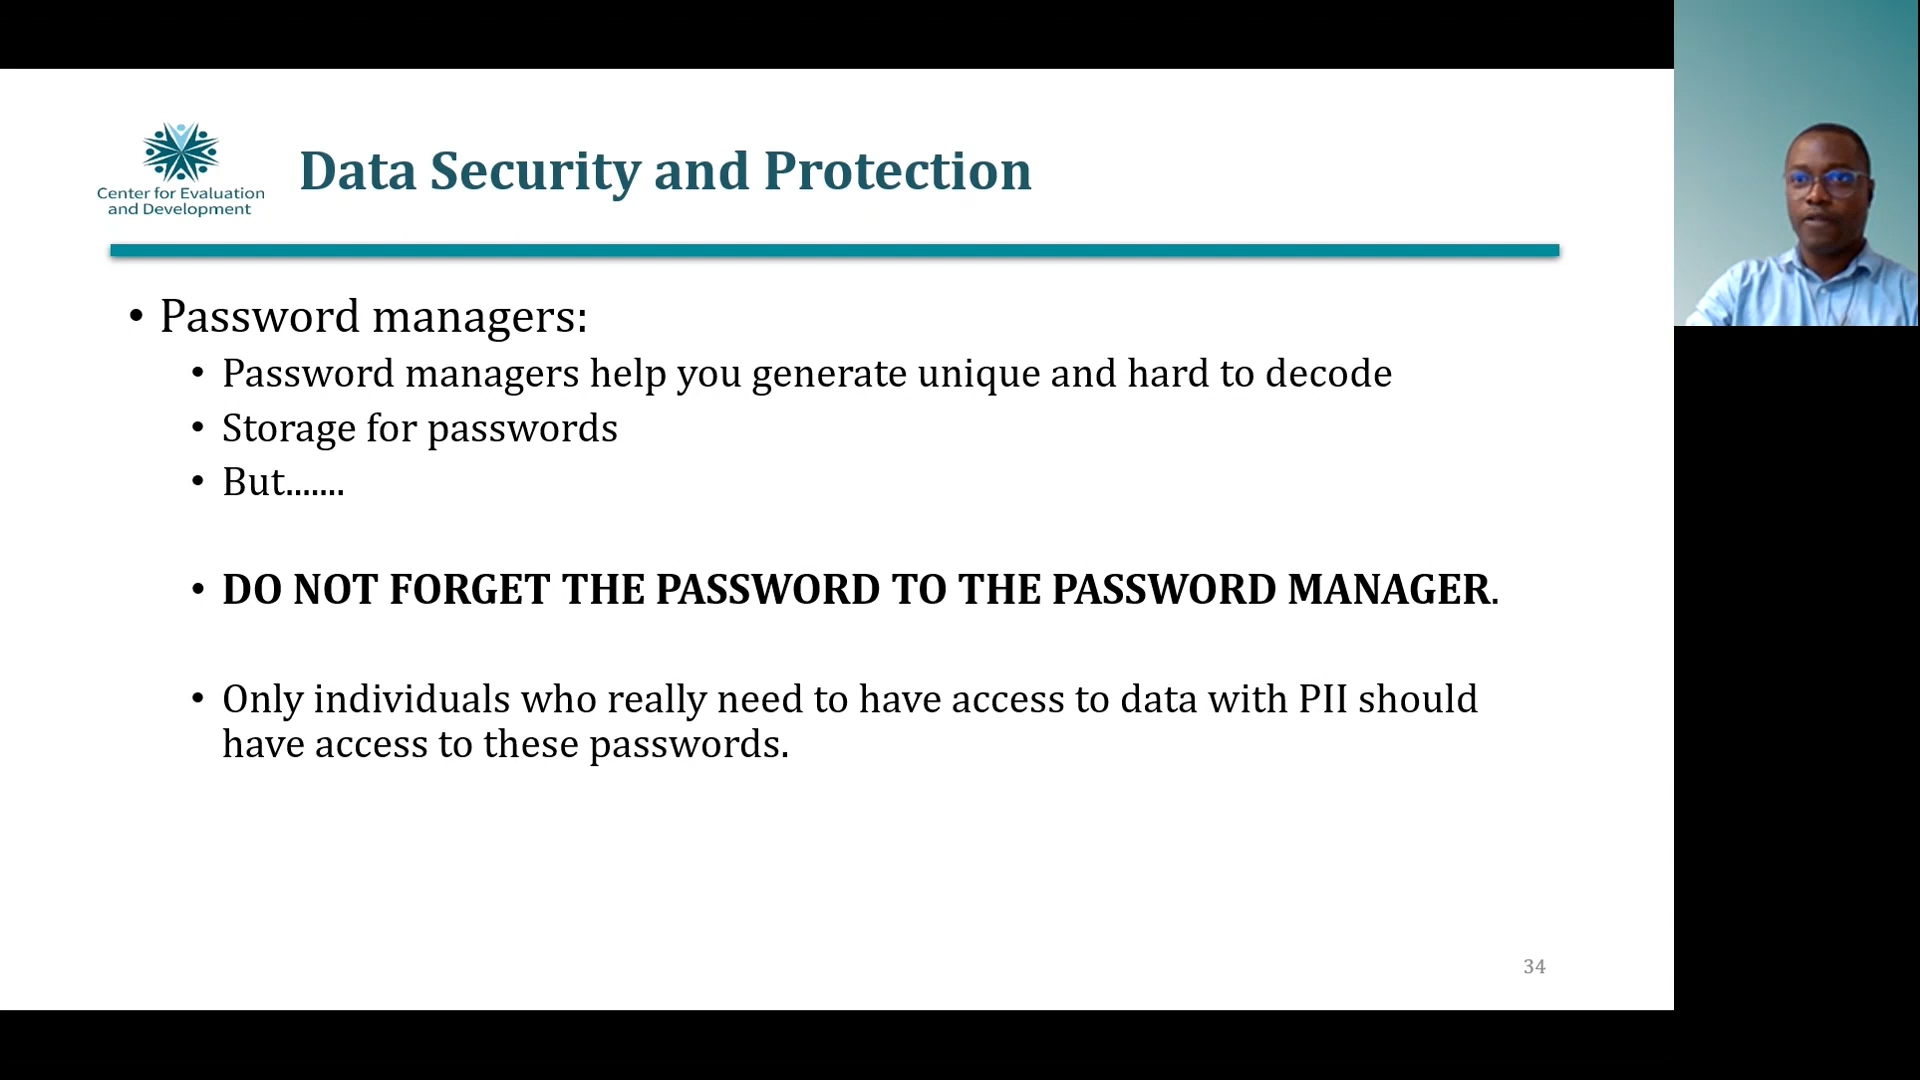 Center for Evaluation
and Development
Data Security and Protection
• Password managers:
• Password managers help you generate unique and hard to decode
• Storage for passwords
• But.......
• DO NOT FORGET THE PASSWORD TO THE PASSWORD MANAGER.
• Only individuals who really need to have access to data with PII should
have access to these passwords.
34